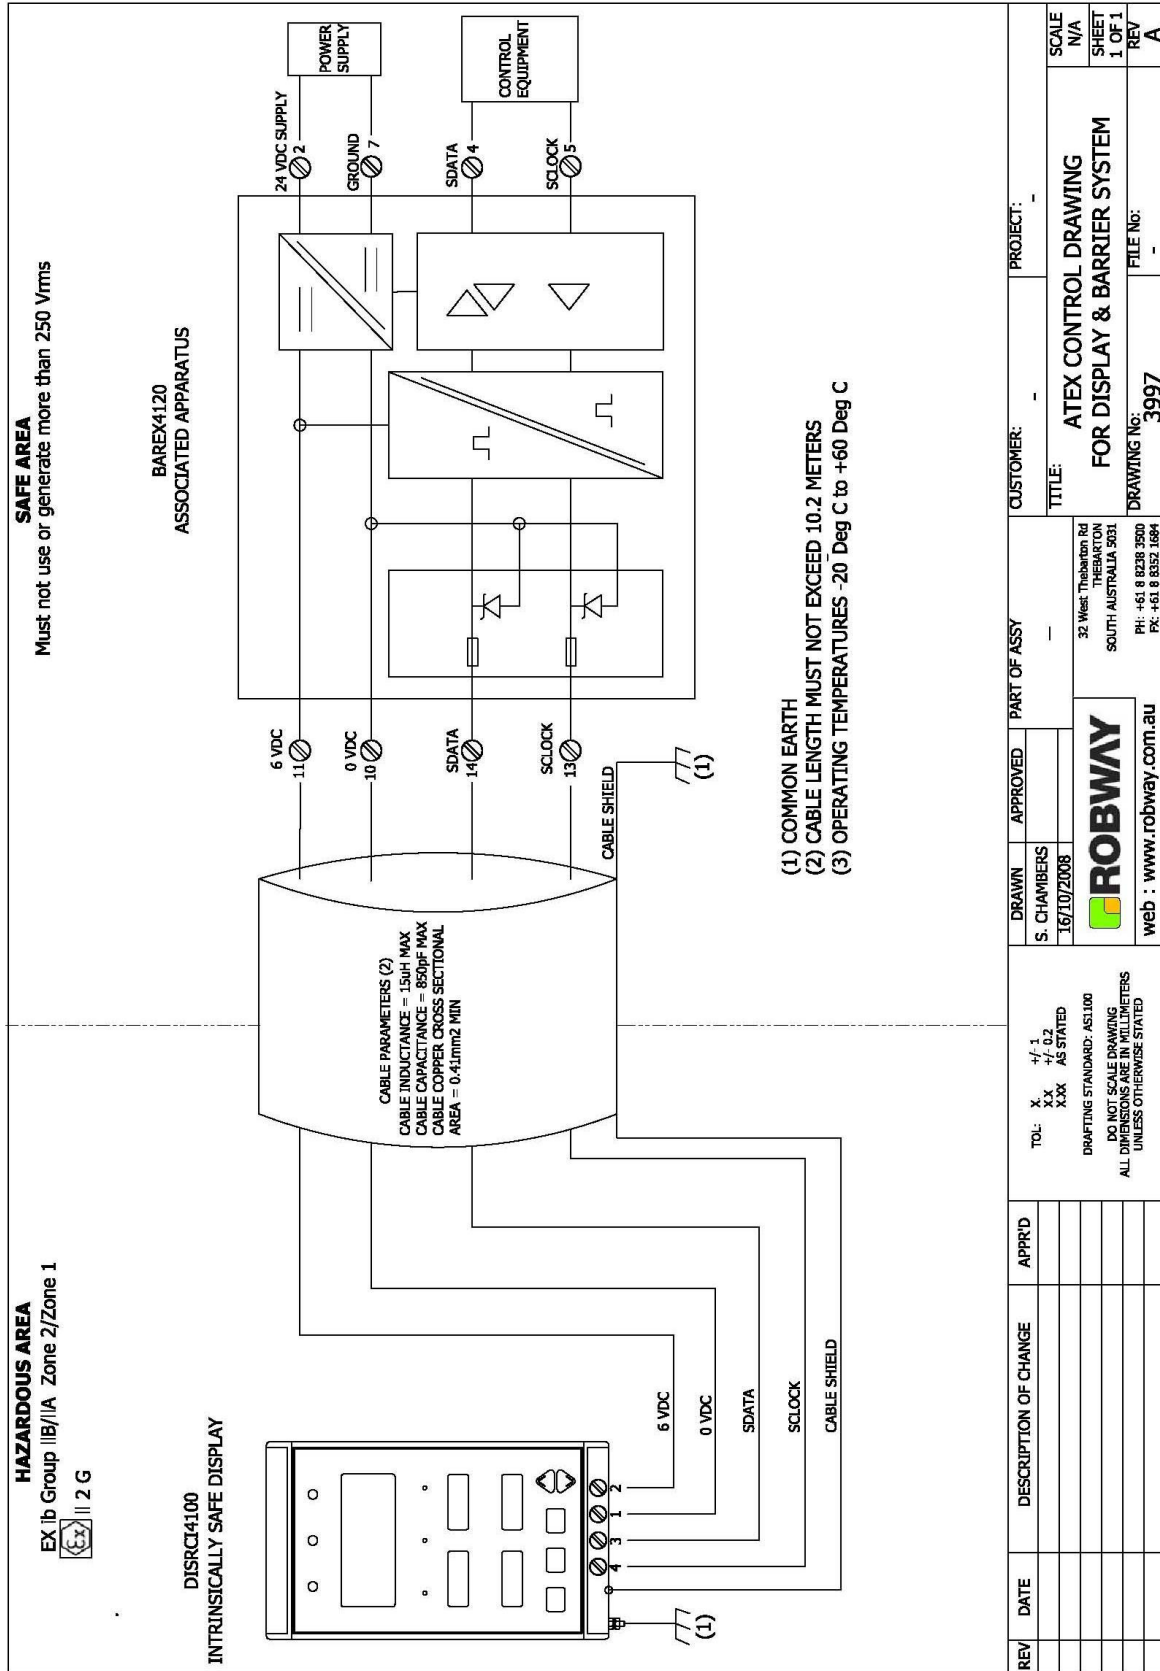 HAZARDOUS AREA
EX ib Group IIB/IIA Zone 2/Zone 1
Ex II 2 G
SAFE AREA
Must not use or generate more than 250 Vrms
DISRCI4100
INTRINSICALLY SAFE DISPLAY
BAREX4120
ASSOCIATED APPARATUS
2
1
3
4
(1)
6 VDC
0 VDC
SDATA
SCLOCK
CABLE SHIELD
CABLE PARAMETERS (2)
CABLE INDUCTANCE = 15uH MAX
CABLE CAPACITANCE = 850pF MAX
CABLE COPPER CROSS SECTIONAL
AREA = 0.41mm2 MIN
6 VDC
11
0 VDC
10
SDATA
14
SCLOCK
13
CABLE SHIELD
(1)
24 VDC SUPPLY
2
GROUND
7
SDATA
4
SCLOCK
5
POWER
SUPPLY
CONTROL
EQUIPMENT
(1) COMMON EARTH
(2) CABLE LENGTH MUST NOT EXCEED 10.2 METERS
(3) OPERATING TEMPERATURES -20 Deg C to +60 Deg C
REV
DATE
DESCRIPTION OF CHANGE
APPR'D
TOL: X. +/- 1
X.X +/- 0.2
X.XX AS STATED
DRAFTING STANDARD: AS1100
DO NOT SCALE DRAWING
ALL DIMENSIONS ARE IN MILLIMETERS
UNLESS OTHERWISE STATED
DRAWN
APPROVED
PART OF ASSY
S. CHAMBERS
—
16/10/2008
ROBWAY
web : www.robway.com.au
32 West Thebarton Rd
THEBARTON
SOUTH AUSTRALIA 5031
PH: +61 8 8238 3500
FX: +61 8 8352 1684
CUSTOMER:
-
PROJECT:
-
TITLE:
ATEX CONTROL DRAWING
FOR DISPLAY & BARRIER SYSTEM
SCALE
N/A
SHEET
1 OF 1
DRAWING No:
3997
FILE No:
-
REV
A